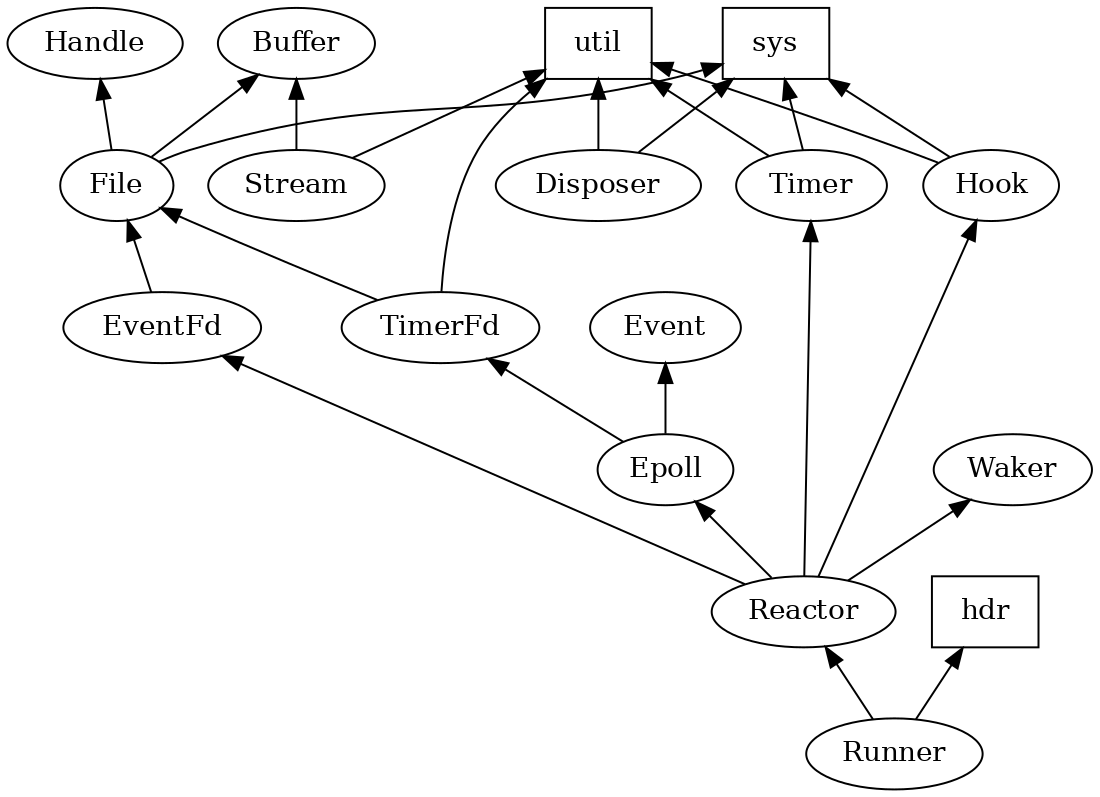 Handle
Buffer
util
sys
File
Stream
Disposer
Timer
Hook
EventFd
TimerFd
Event
Epoll
Waker
Reactor
hdr
Runner